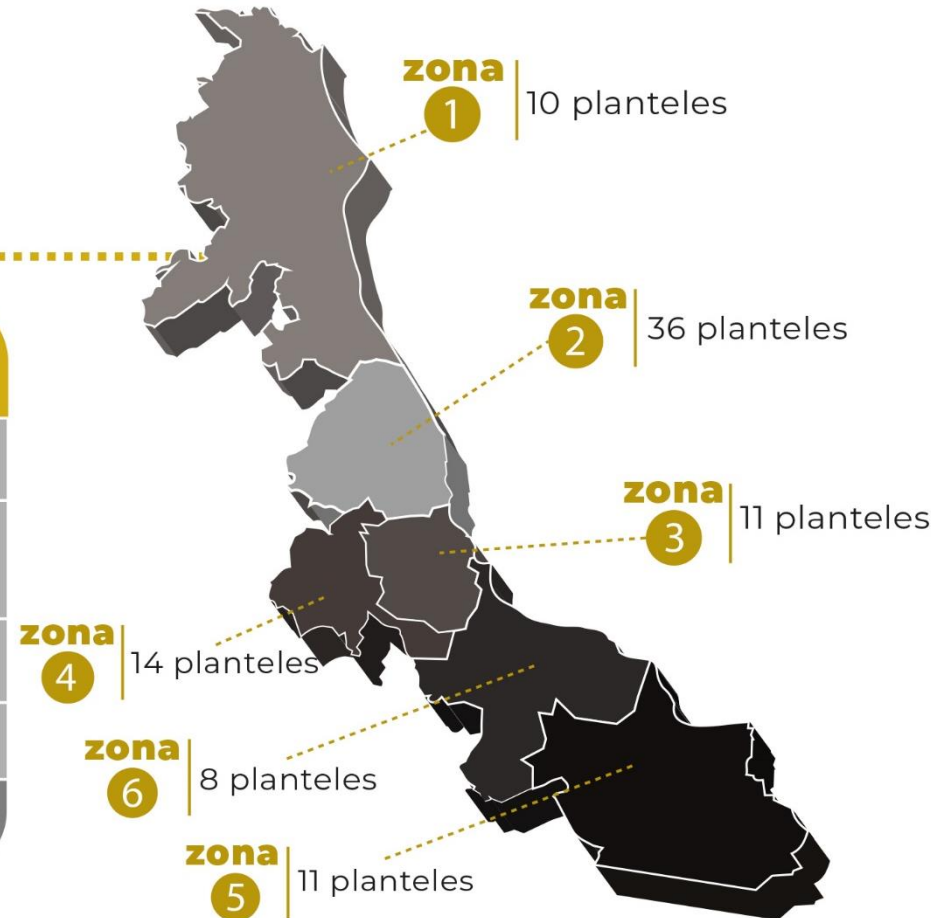 zona
1
10 planteles
zona
2
36 planteles
zona
3
11 planteles
zona
4
14 planteles
zona
6
8 planteles
zona
5
11 planteles